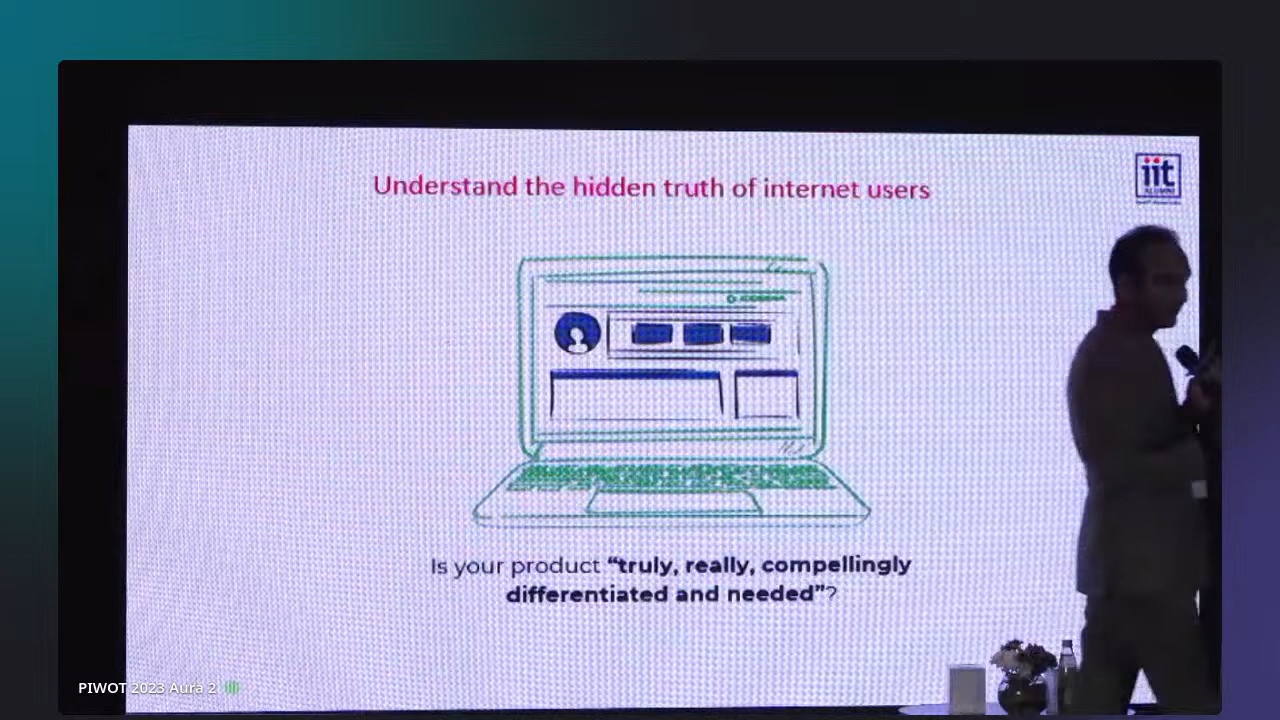 Understand the hidden truth of internet users
iit
ALUMNI
Is your product “truly, really, compellingly
differentiated and needed”?
PIWOT 2023 Aura 2